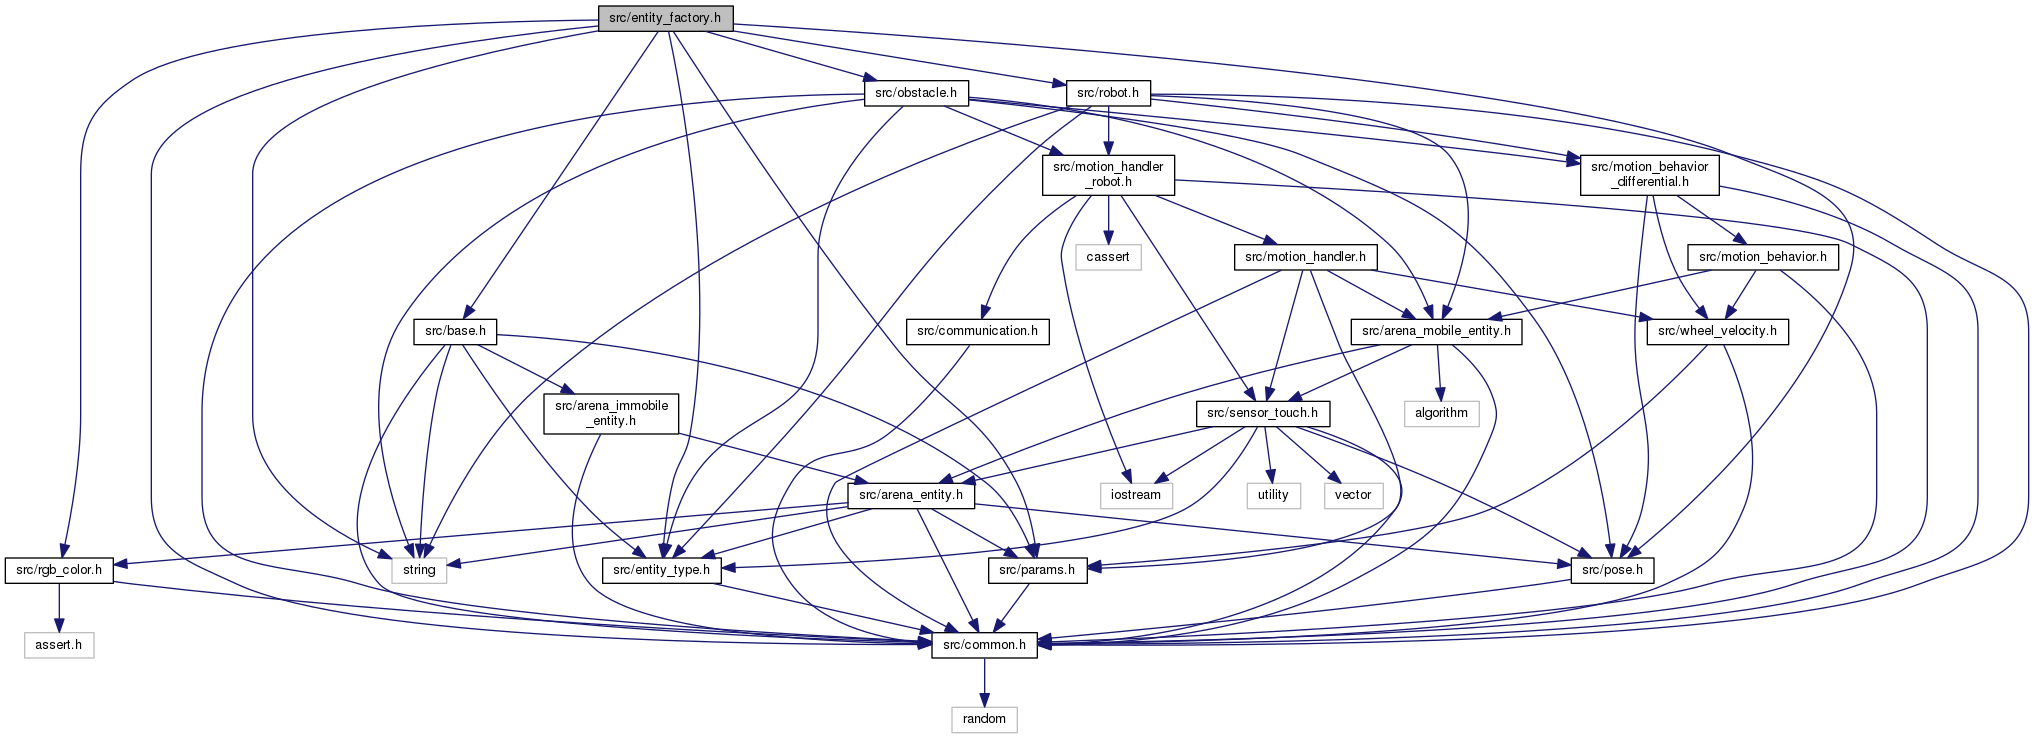 src/entity_factory.h
src/obstacle.h
src/robot.h
src/motion_handler
_robot.h
src/motion_behavior
_differential.h
cassert
src/motion_handler.h
src/motion_behavior.h
src/base.h
src/communication.h
src/arena_mobile_entity.h
src/wheel_velocity.h
src/arena_immobile
_entity.h
src/sensor_touch.h
algorithm
src/arena_entity.h
iostream
utility
vector
src/rgb_color.h
string
src/entity_type.h
src/params.h
src/pose.h
assert.h
src/common.h
random